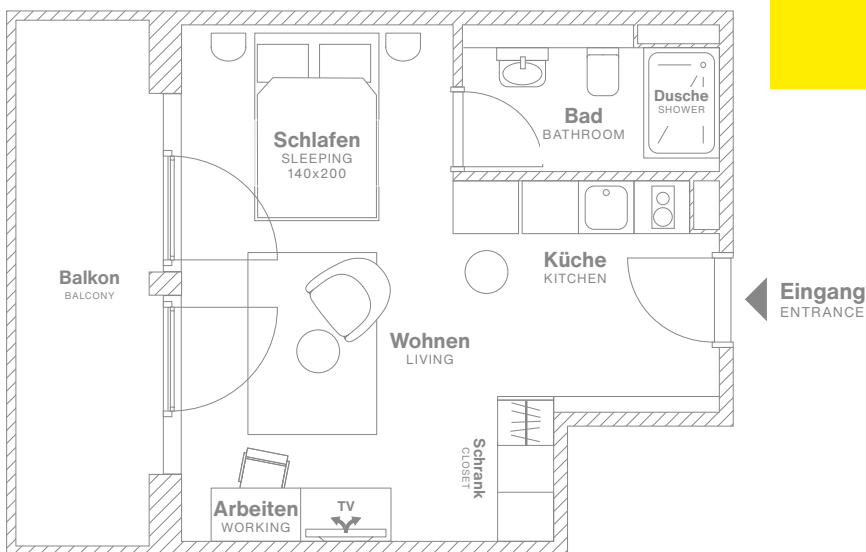 Dusche
SHOWER
Bad
BATHROOM
Schlafen
SLEEPING
140x200
Küche
KITCHEN
Balkon
BALCONY
Eingang
ENTRANCE
Wohnen
LIVING
Schrank
CLOSET
Arbeiten
WORKING
TV